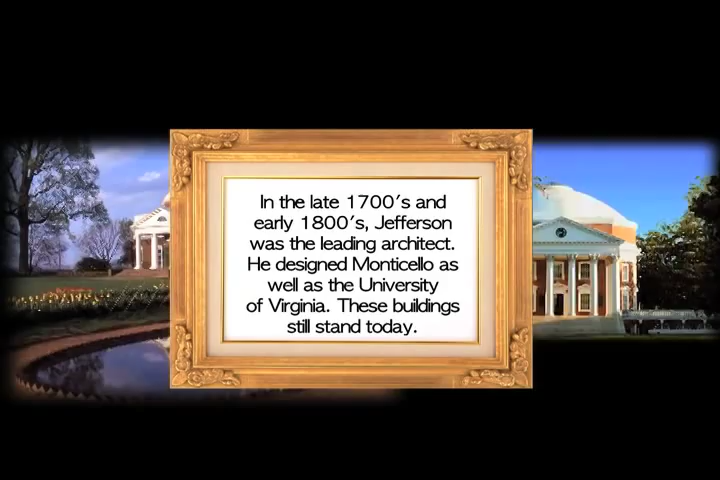 In the late 1700's and
early 1800's, Jefferson
was the leading architect.
He designed Monticello as
well as the University
of Virginia. These buildings
still stand today.